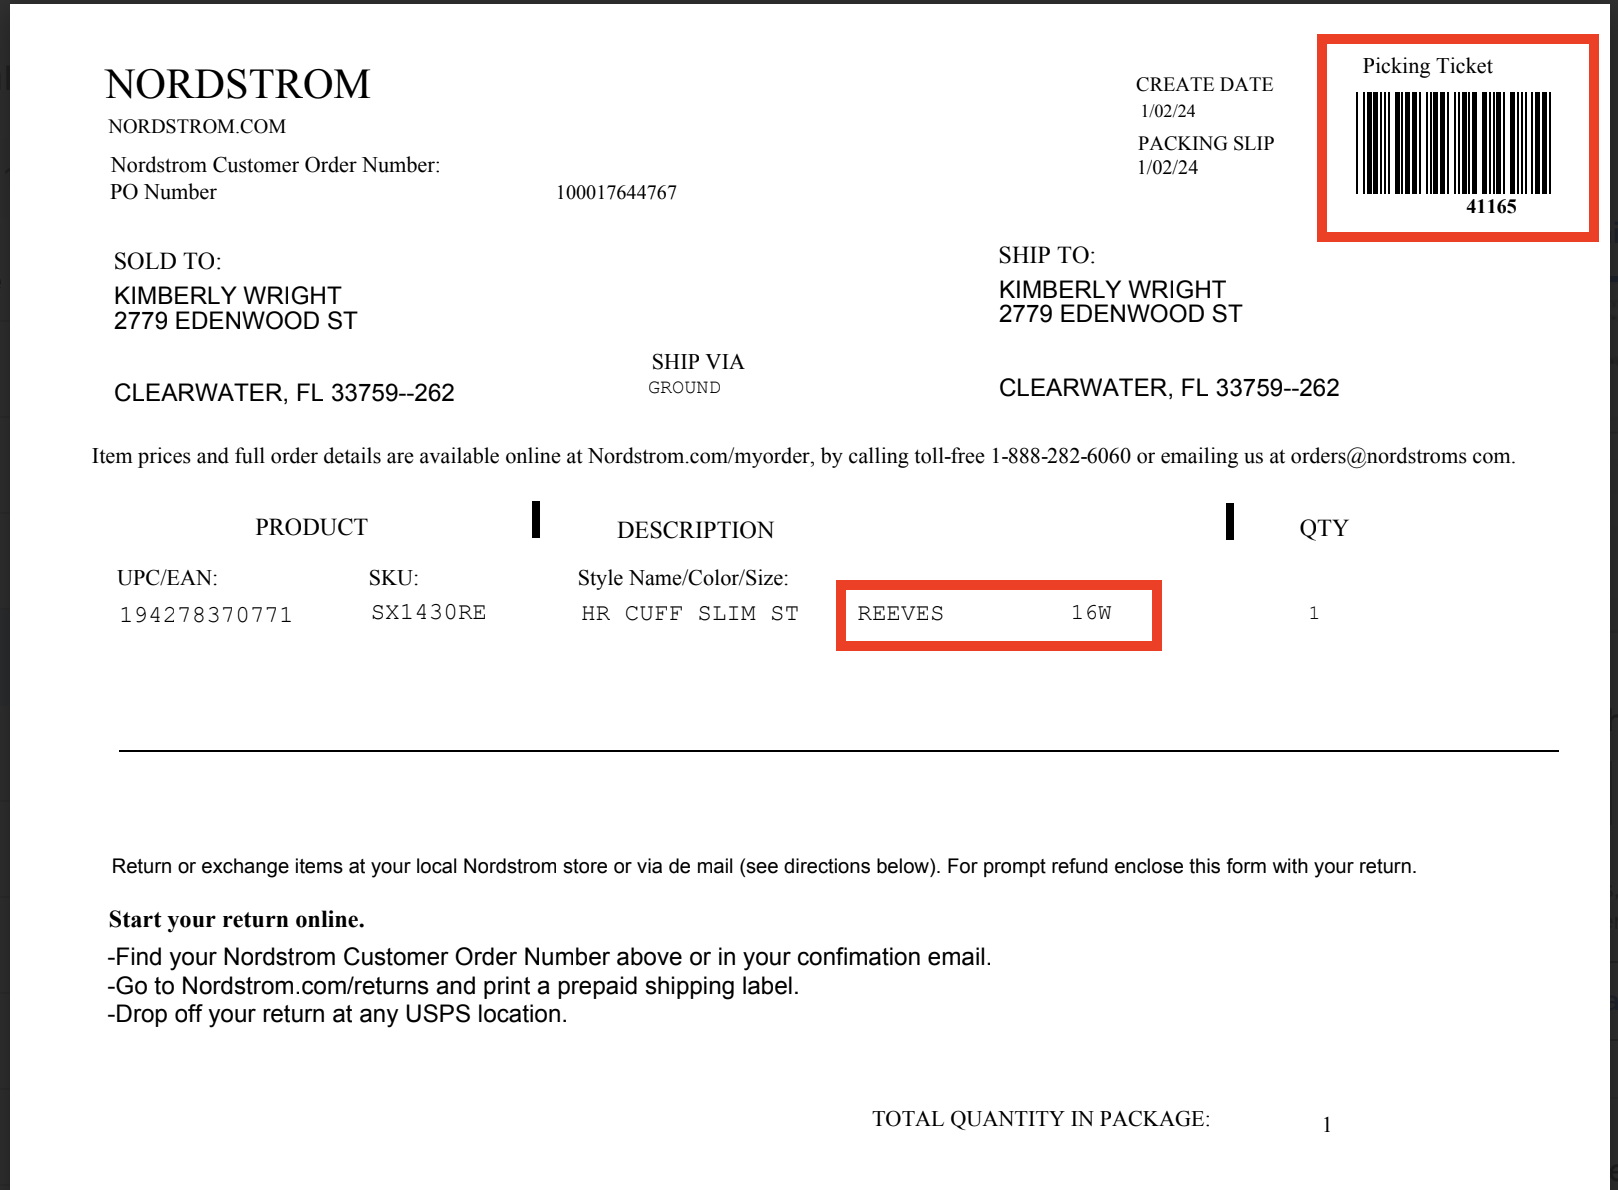 NORDSTROM
NORDSTROM.COM
Nordstrom Customer Order Number:
PO Number 100017644767
CREATE DATE
1/02/24
PACKING SLIP
1/02/24
Picking Ticket
41165
SOLD TO:
KIMBERLY WRIGHT
2779 EDENWOOD ST
CLEARWATER, FL 33759--262
SHIP VIA
GROUND
SHIP TO:
KIMBERLY WRIGHT
2779 EDENWOOD ST
CLEARWATER, FL 33759--262
Item prices and full order details are available online at Nordstrom.com/myorder, by calling toll-free 1-888-282-6060 or emailing us at orders@nordstroms com.
PRODUCT DESCRIPTION QTY
UPC/EAN: SKU: Style Name/Color/Size:
194278370771 SX1430RE HR CUFF SLIM ST REEVES 16W 1
Return or exchange items at your local Nordstrom store or via de mail (see directions below). For prompt refund enclose this form with your return.
Start your return online.
-Find your Nordstrom Customer Order Number above or in your confimation email.
-Go to Nordstrom.com/returns and print a prepaid shipping label.
-Drop off your return at any USPS location.
TOTAL QUANTITY IN PACKAGE: 1